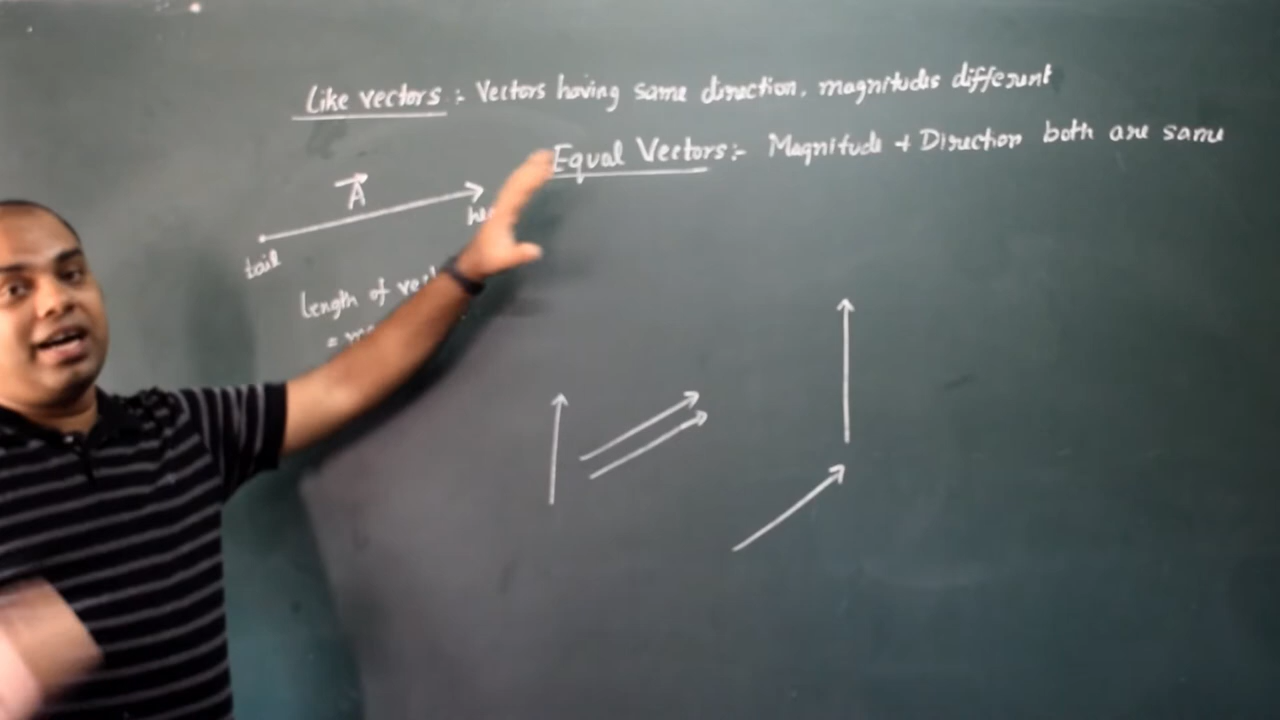 Like vectors :- Vectors having same direction, magnitudes different
Equal Vectors:- Magnitude + Direction both are same
A
tail
length of
=